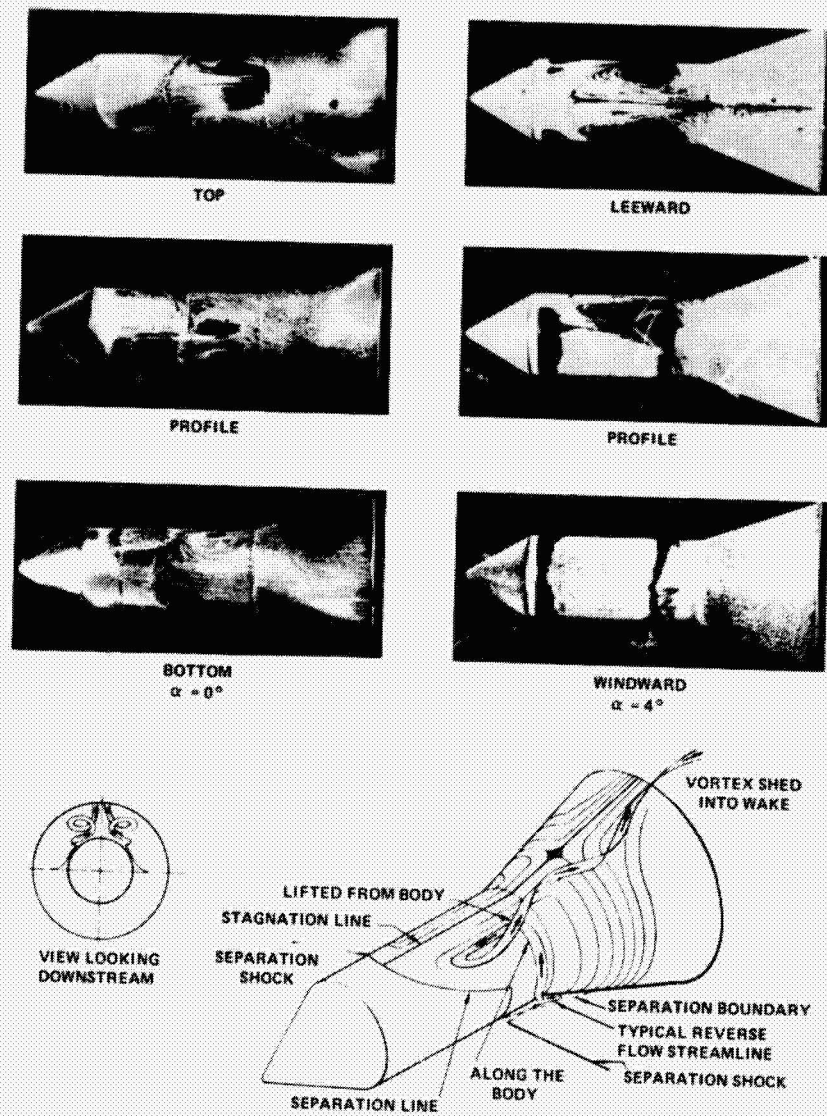 TOP
LEEWARD
PROFILE
PROFILE
BOTTOM
α = 0°
WINDWARD
α = 4°
VORTEX SHED
INTO WAKE
LIFTED FROM BODY
STAGNATION LINE
SEPARATION
SHOCK
VIEW LOOKING
DOWNSTREAM
SEPARATION BOUNDARY
TYPICAL REVERSE
FLOW STREAMLINE
SEPARATION SHOCK
ALONG THE
BODY
SEPARATION LINE